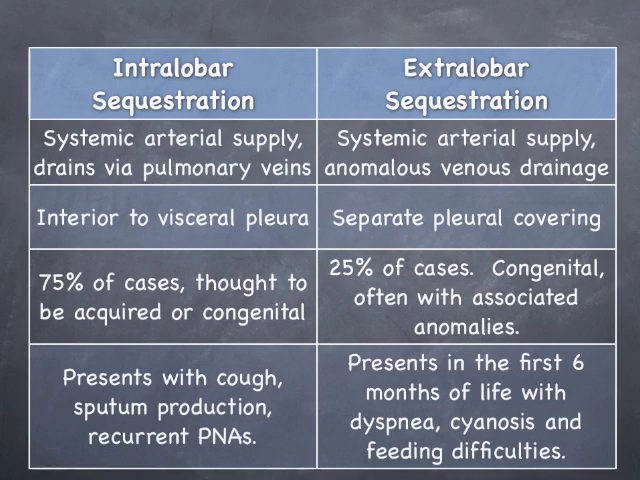 Intralobar
Sequestration
Extralobar
Sequestration
Systemic arterial supply,
drains via pulmonary veins
Systemic arterial supply,
anomalous venous drainage
Interior to visceral pleura
Separate pleural covering
75% of cases, thought to
be acquired or congenital
25% of cases.  Congenital,
often with associated
anomalies.
Presents with cough,
sputum production,
recurrent PNAs.
Presents in the first 6
months of life with
dyspnea, cyanosis and
feeding difficulties.